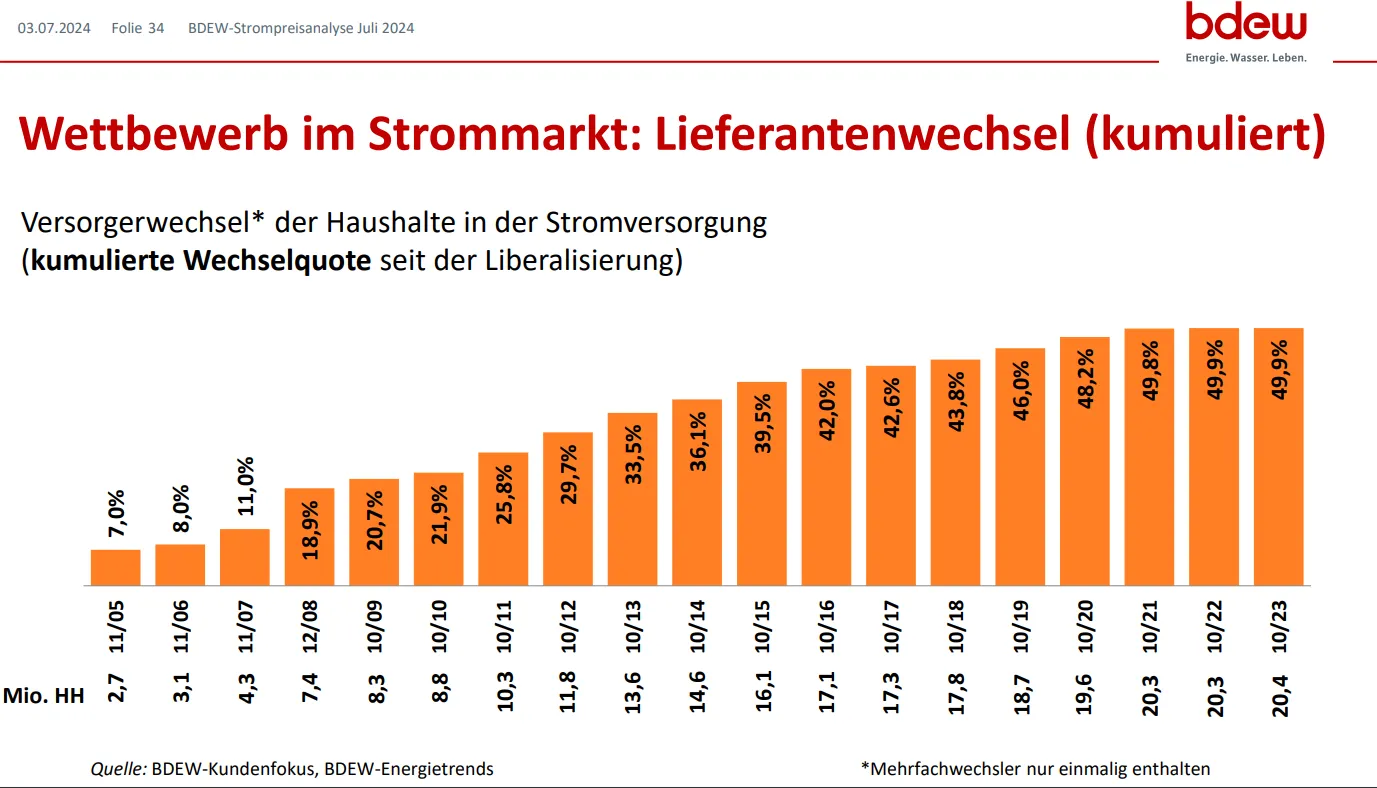 03.07.2024 Folie 34 BDEW-Strompreisanalyse Juli 2024
bdew
Energie. Wasser. Leben.
Wettbewerb im Strommarkt: Lieferantenwechsel (kumuliert)
Versorgerwechsel* der Haushalte in der Stromversorgung
(kumulierte Wechselquote seit der Liberalisierung)
7,0% 8,0% 11,0% 18,9% 20,7% 21,9% 25,8% 29,7% 33,5% 36,1% 39,5% 42,0% 42,6% 43,8% 46,0% 48,2% 49,8% 49,9% 49,9%
11/05 11/06 11/07 12/08 10/09 10/10 10/11 10/12 10/13 10/14 10/15 10/16 10/17 10/18 10/19 10/20 10/21 10/22 10/23
Mio. HH 2,7 3,1 4,3 7,4 8,3 8,8 10,3 11,8 13,6 14,6 16,1 17,1 17,3 17,8 18,7 19,6 20,3 20,3 20,4
Quelle: BDEW-Kundenfokus, BDEW-Energietrends *Mehrfachwechsler nur einmalig enthalten